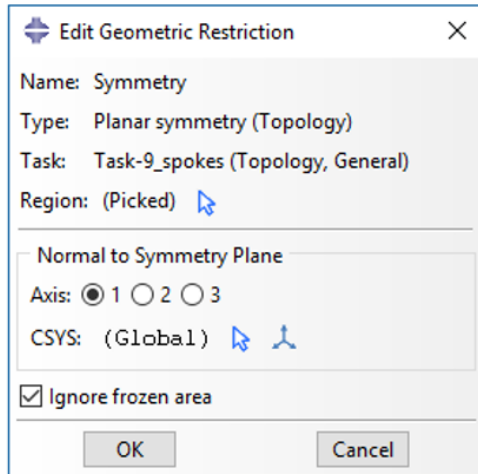 Edit Geometric Restriction
Name: Symmetry
Type: Planar symmetry (Topology)
Task: Task-9_spokes (Topology, General)
Region: (Picked)
Normal to Symmetry Plane
Axis: 1 2 3
CSYS: (Global)
Ignore frozen area
OK Cancel